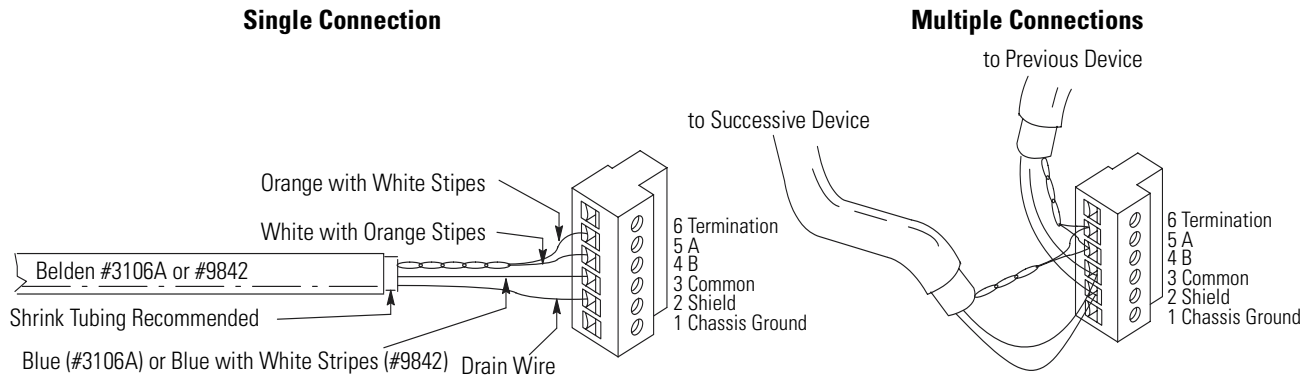 Single Connection
Orange with White Stipes
White with Orange Stipes
Belden #3106A or #9842
Shrink Tubing Recommended
Blue (#3106A) or Blue with White Stripes (#9842)
Drain Wire
6 Termination
5 A
4 B
3 Common
2 Shield
1 Chassis Ground
Multiple Connections
to Previous Device
to Successive Device
6 Termination
5 A
4 B
3 Common
2 Shield
1 Chassis Ground